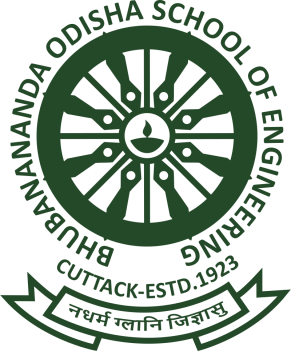 BHUBANANANDA ODISHA SCHOOL OF ENGINEERING
CUTTACK-ESTD.1923
नधर्म ग्लानि जिज्ञासु